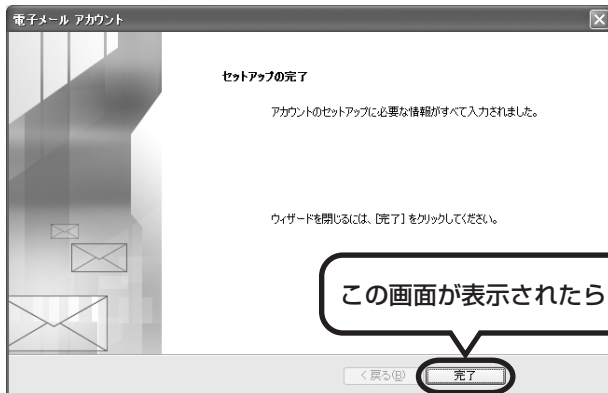 電子メール アカウント
セットアップの完了
アカウントのセットアップに必要な情報がすべて入力されました。
ウィザードを閉じるには、[完了] をクリックしてください。
この画面が表示されたら
< 戻る(B)
完了